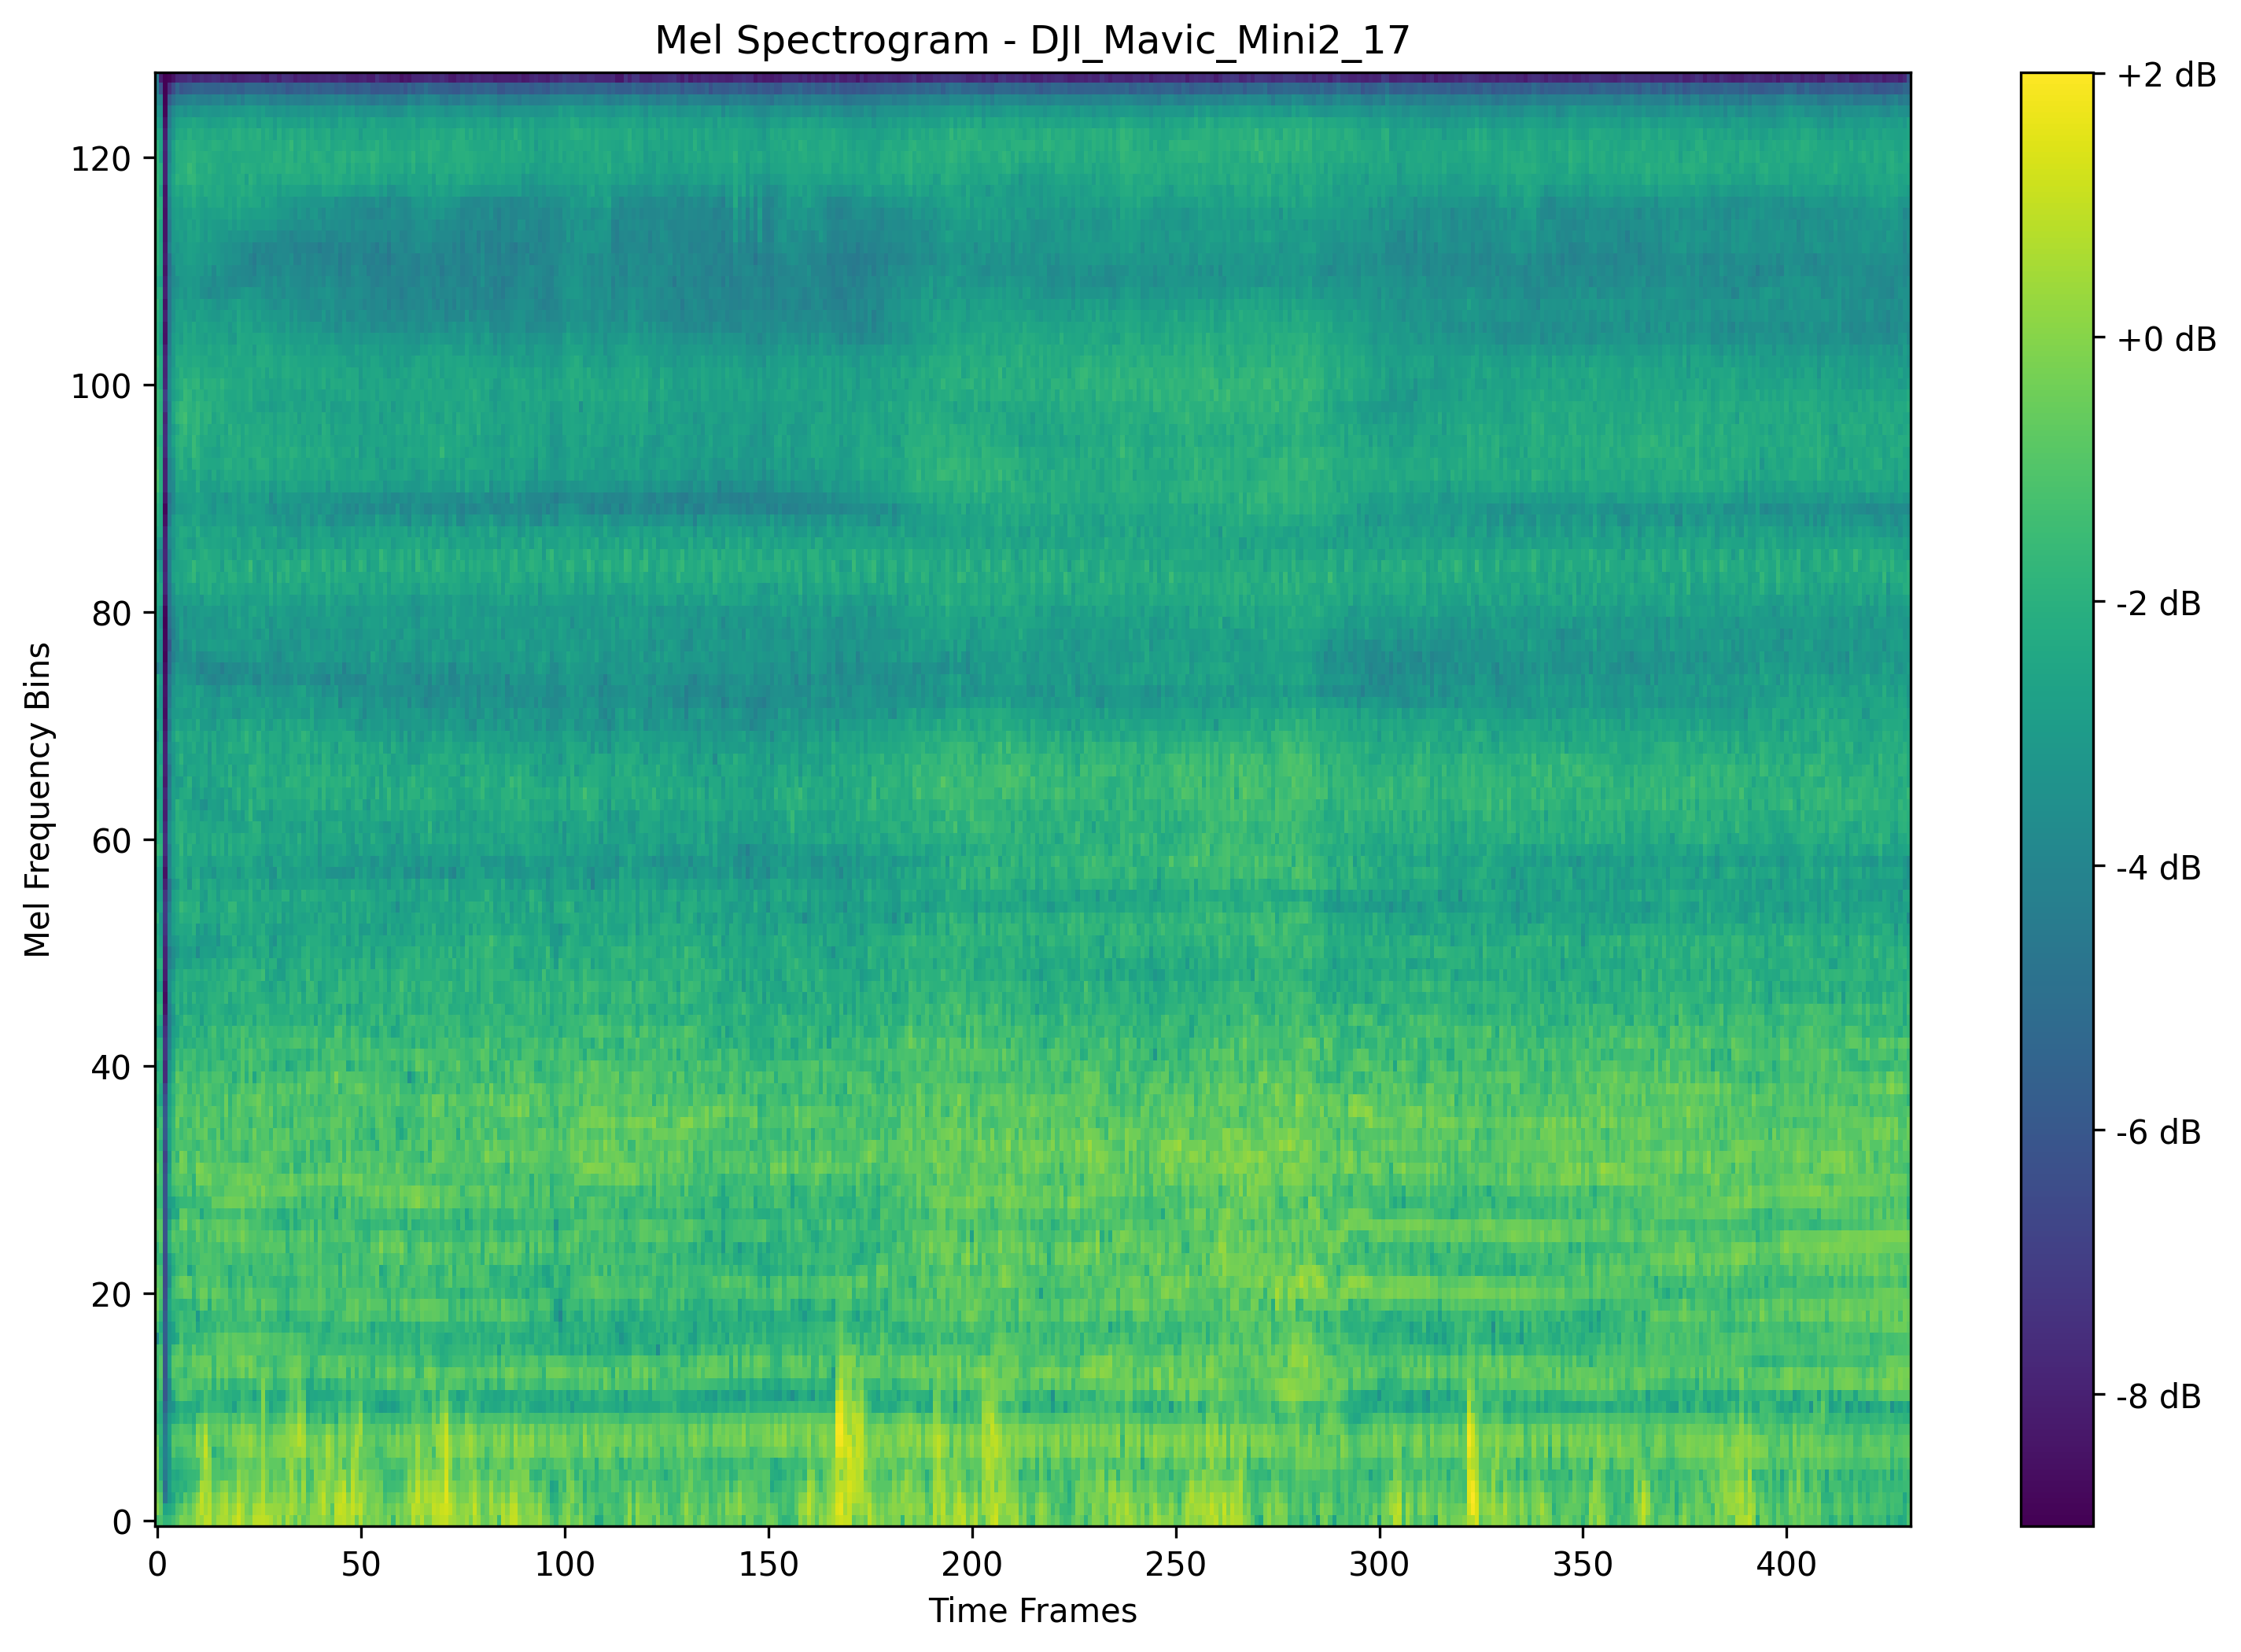 Mel Spectrogram - DJI_Mavic_Mini2_17
Mel Frequency Bins
120
100
80
60
40
20
0
0 50 100 150 200 250 300 350 400
Time Frames
+2 dB
+0 dB
-2 dB
-4 dB
-6 dB
-8 dB